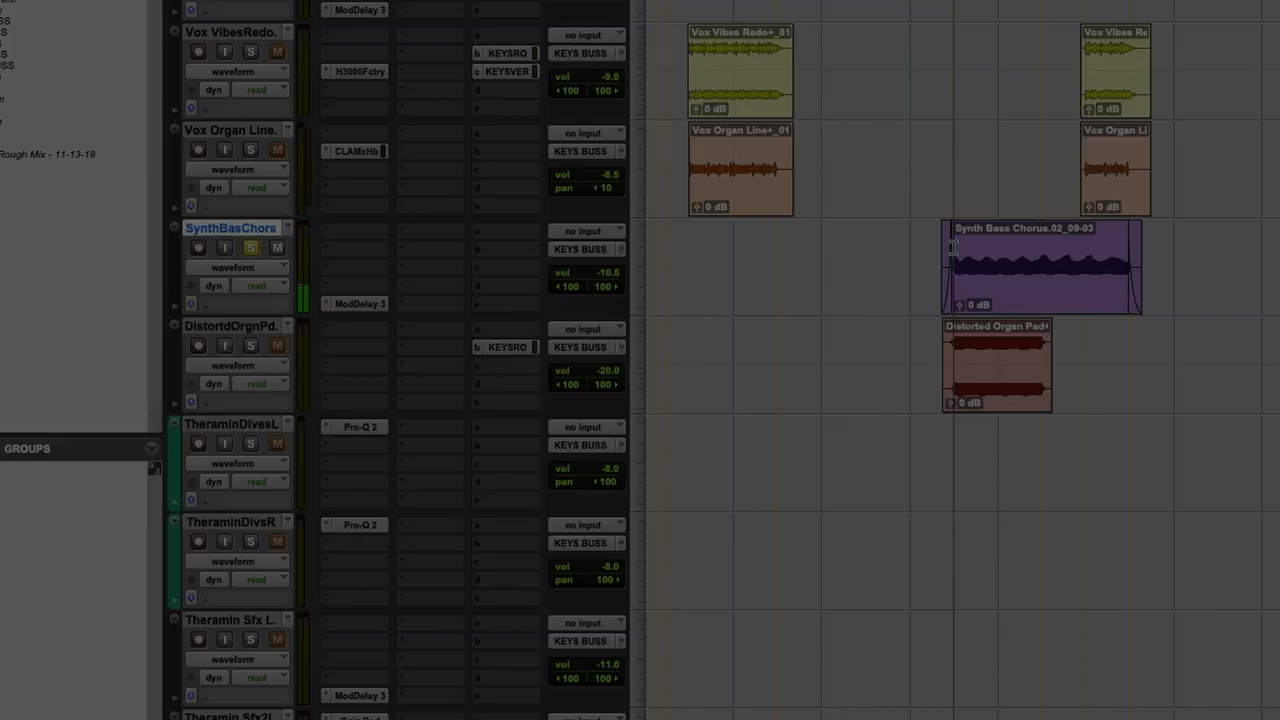 ModDelay 3
Vox VibesRedo.
I S M
waveform
dyn read
H3000Fctry
b KEYSRO
c KEYSVER
a
d
e
no input
KEYS BUSS
vol -9.0
100 100
Vox Vibes Redo+_01
0 dB
Vox Vibes Re
0 dB
Vox Organ Line.
I S M
waveform
dyn read
CLAMxHb
a
b
c
d
e
no input
KEYS BUSS
vol -8.5
pan 10
Vox Organ Line+_01
0 dB
Vox Organ Li
0 dB
Rough Mix - 11-13-18
SynthBasChors
I S M
waveform
dyn read
ModDelay 3
a
b
c
d
e
no input
KEYS BUSS
vol -10.5
100 100
Synth Bass Chorus.02_09-03
0 dB
DistortdOrgnPd.
I S M
waveform
dyn read
a
b KEYSRO
c
d
e
no input
KEYS BUSS
vol -20.0
100 100
Distorted Organ Pad
0 dB
GROUPS
TheraminDivesL
I S M
waveform
dyn read
Pro-Q 2
a
b
c
d
e
no input
KEYS BUSS
vol -8.0
pan 100
TheraminDivsR
I S M
waveform
dyn read
Pro-Q 2
a
b
c
d
e
no input
KEYS BUSS
vol -8.0
pan 100
Theramin Sfx L.
I S M
waveform
dyn read
ModDelay 3
a
b
c
d
e
no input
KEYS BUSS
vol -11.0
100 100